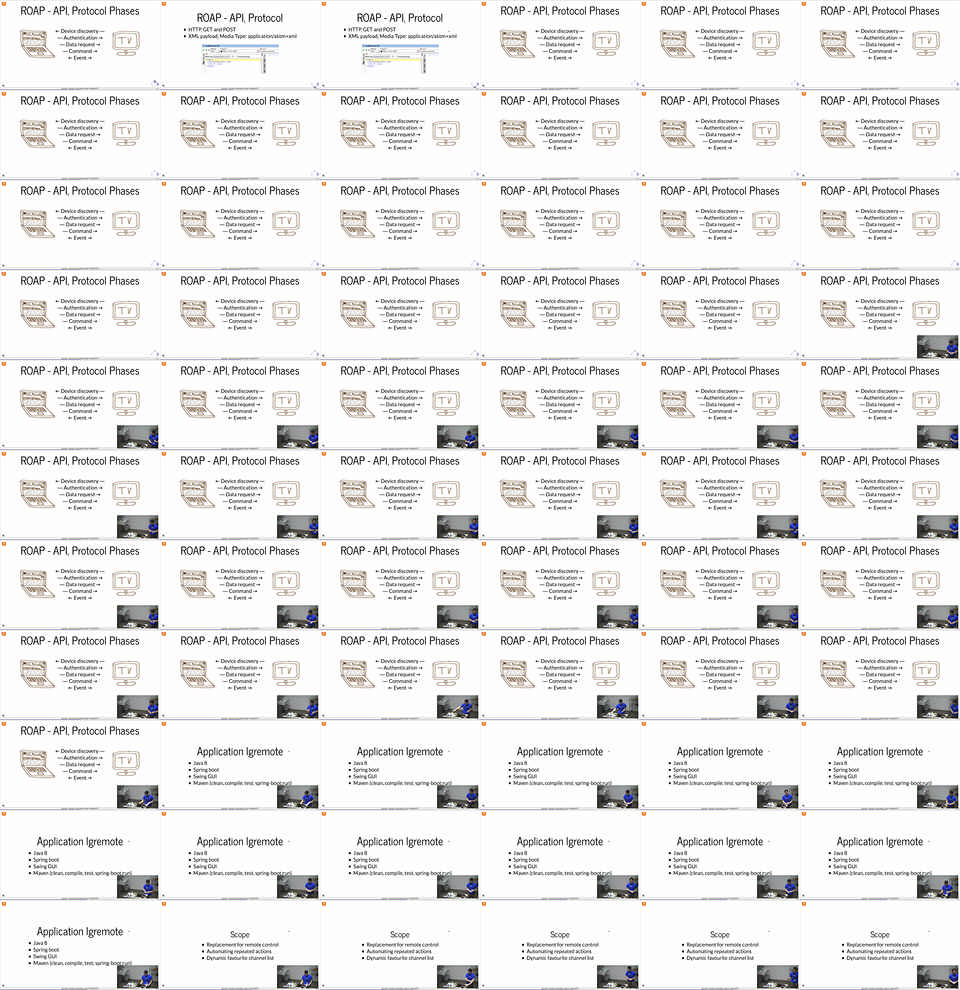 ROAP - API, Protocol Phases
← Device discovery —
— Authentication →
— Data request →
— Command →
← Event →
TV
ROAP - API, Protocol
HTTP, GET and POST
XML payload, Media Type: application/atom+xml
Application lgremote
Java 8
Spring boot
Swing GUI
Maven (clean, compile, test, spring-boot:run)
Scope
Replacement for remote control
Automating repeated actions
Dynamic favourite channel list